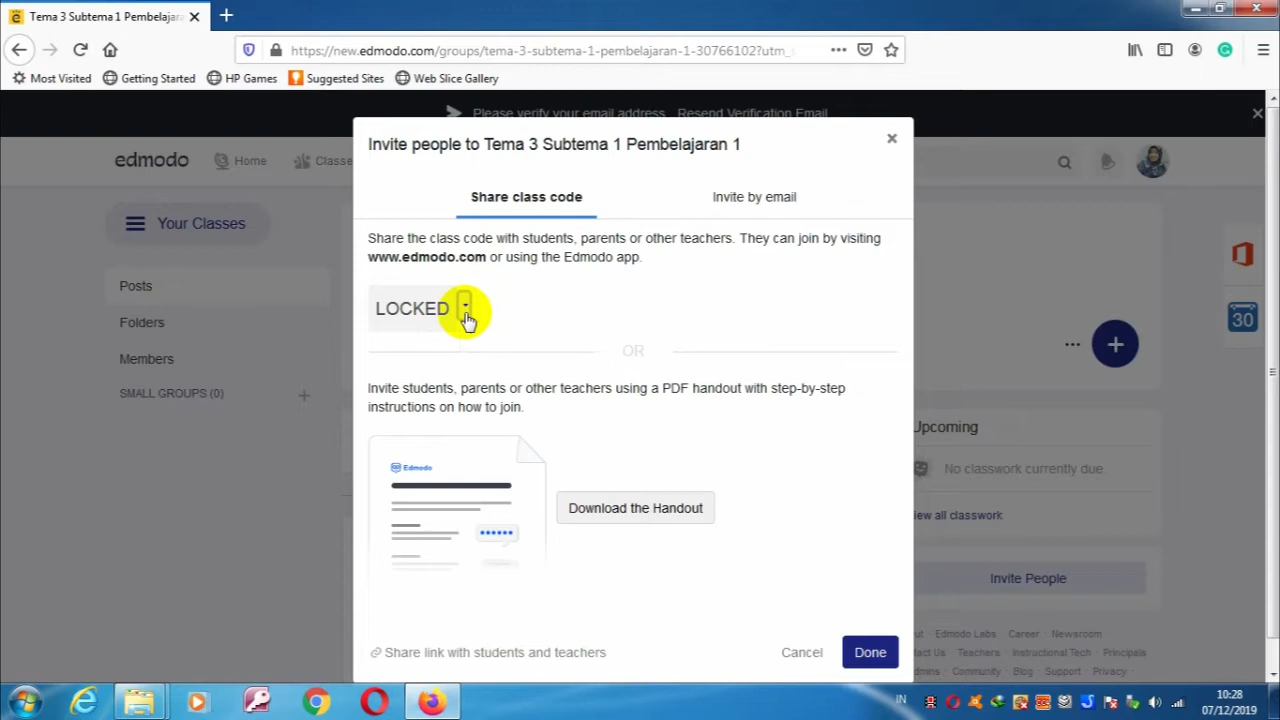 Tema 3 Subtema 1 Pembelajar
https://new.edmodo.com/groups/tema-3-subtema-1-pembelajaran-1-30766102?utm_s
Most Visited Getting Started HP Games Suggested Sites Web Slice Gallery
Please verify your email address Resend Verification Email
Invite people to Tema 3 Subtema 1 Pembelajaran 1
edmodo Home Classe
Share class code Invite by email
Your Classes
Share the class code with students, parents or other teachers. They can join by visiting
www.edmodo.com or using the Edmodo app.
Posts
LOCKED
Folders
30
OR
Members
SMALL GROUPS (0)
Invite students, parents or other teachers using a PDF handout with step-by-step
instructions on how to join.
Upcoming
Edmodo
No classwork currently due
Download the Handout
iew all classwork
Invite People
out Edmodo Labs Career Newsroom
Share link with students and teachers Cancel Done
tact Us Teachers Instructional Tech Principals
Admins Community Blog Support Privacy
IN
10:28
07/12/2019